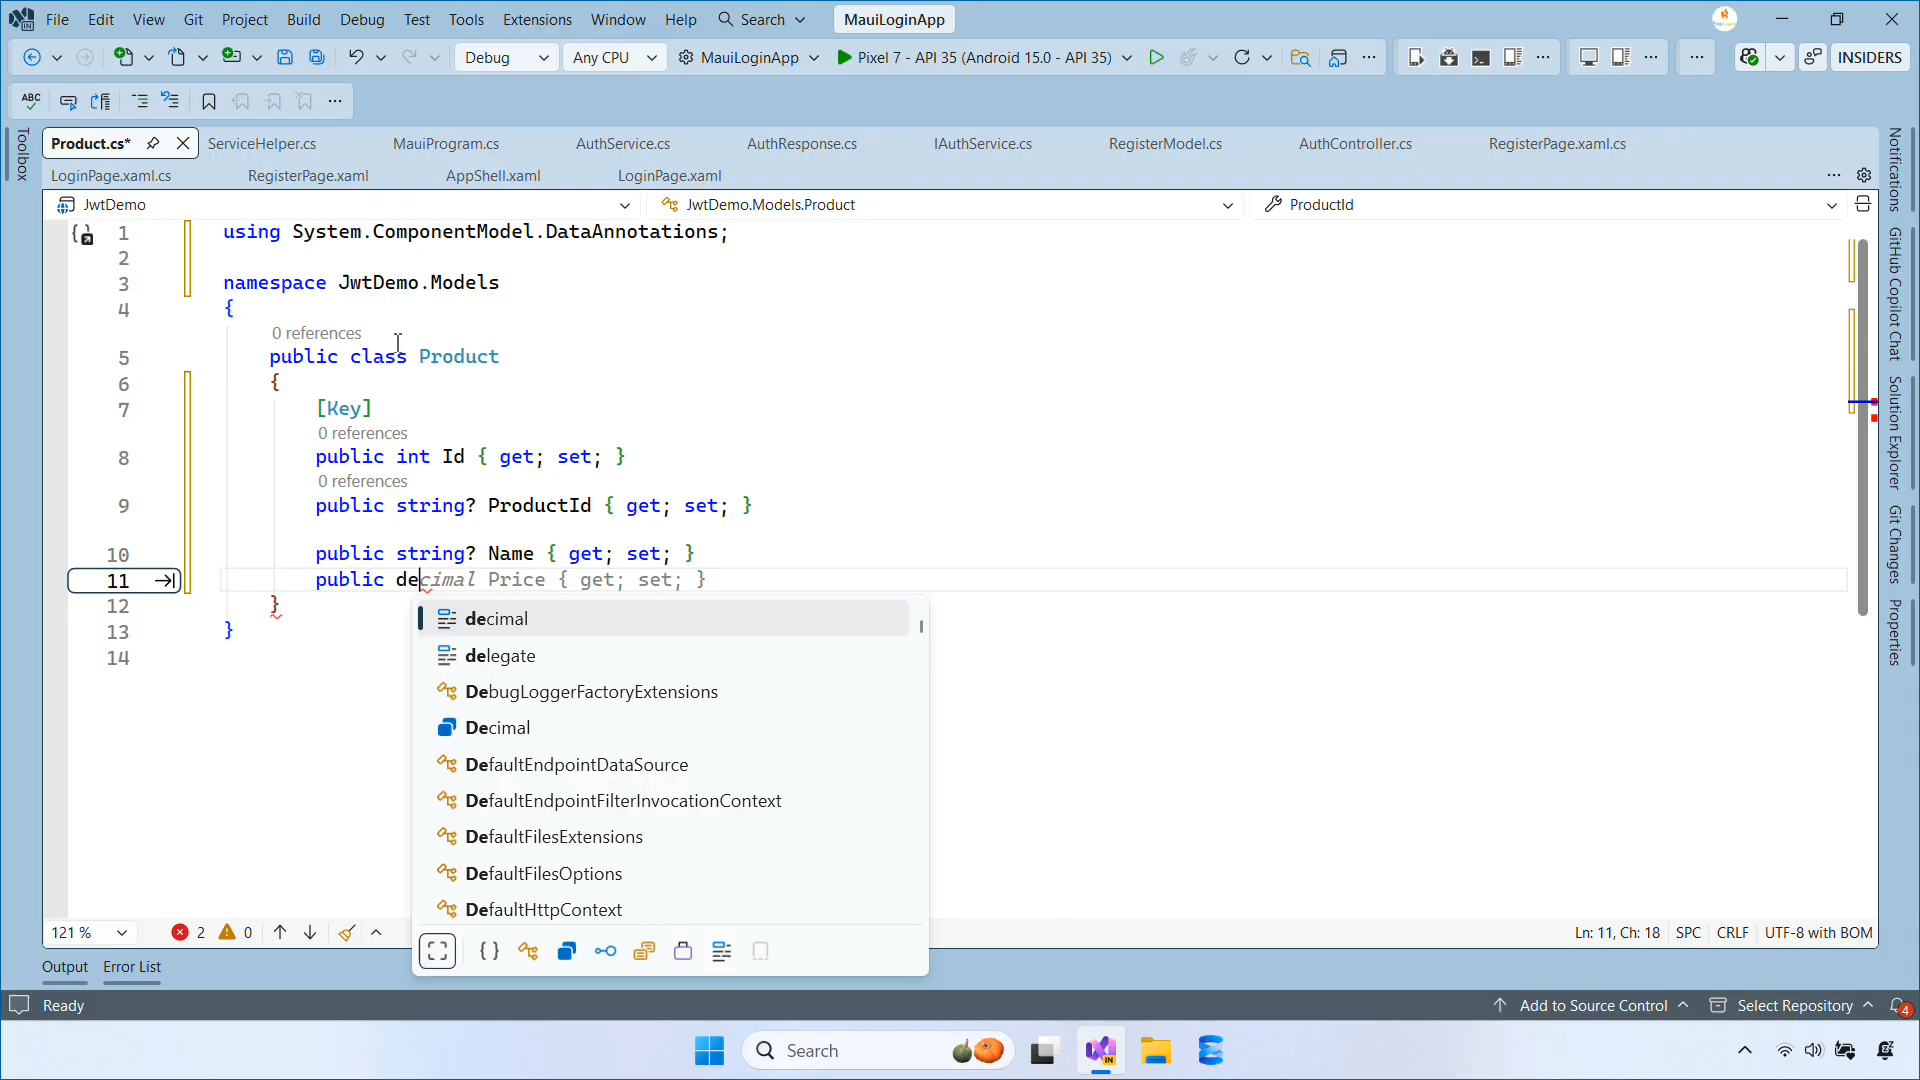 File Edit View Git Project Build Debug Test Tools Extensions Window Help Search MauiLoginApp
Debug Any CPU MauiLoginApp Pixel 7 - API 35 (Android 15.0 - API 35) INSIDERS
ABC
Product.cs* ServiceHelper.cs MauiProgram.cs AuthService.cs AuthResponse.cs IAuthService.cs RegisterModel.cs AuthController.cs RegisterPage.xaml.cs
LoginPage.xaml.cs RegisterPage.xaml AppShell.xaml LoginPage.xaml
JwtDemo JwtDemo.Models.Product ProductId
1 using System.ComponentModel.DataAnnotations;
2
3 namespace JwtDemo.Models
4 {
0 references
5 public class Product
6 {
7 [Key]
0 references
8 public int Id { get; set; }
0 references
9 public string? ProductId { get; set; }
10 public string? Name { get; set; }
11 public decimal Price { get; set; }
12 }
13 }
14
decimal
delegate
DebugLoggerFactoryExtensions
Decimal
DefaultEndpointDataSource
DefaultEndpointFilterInvocationContext
DefaultFilesExtensions
DefaultFilesOptions
DefaultHttpContext
Toolbox
Notifications
GitHub Copilot Chat
Solution Explorer
Git Changes
Properties
121 % 2 0 Ln: 11, Ch: 18 SPC CRLF UTF-8 with BOM
Output Error List
Ready Add to Source Control Select Repository 4
Search